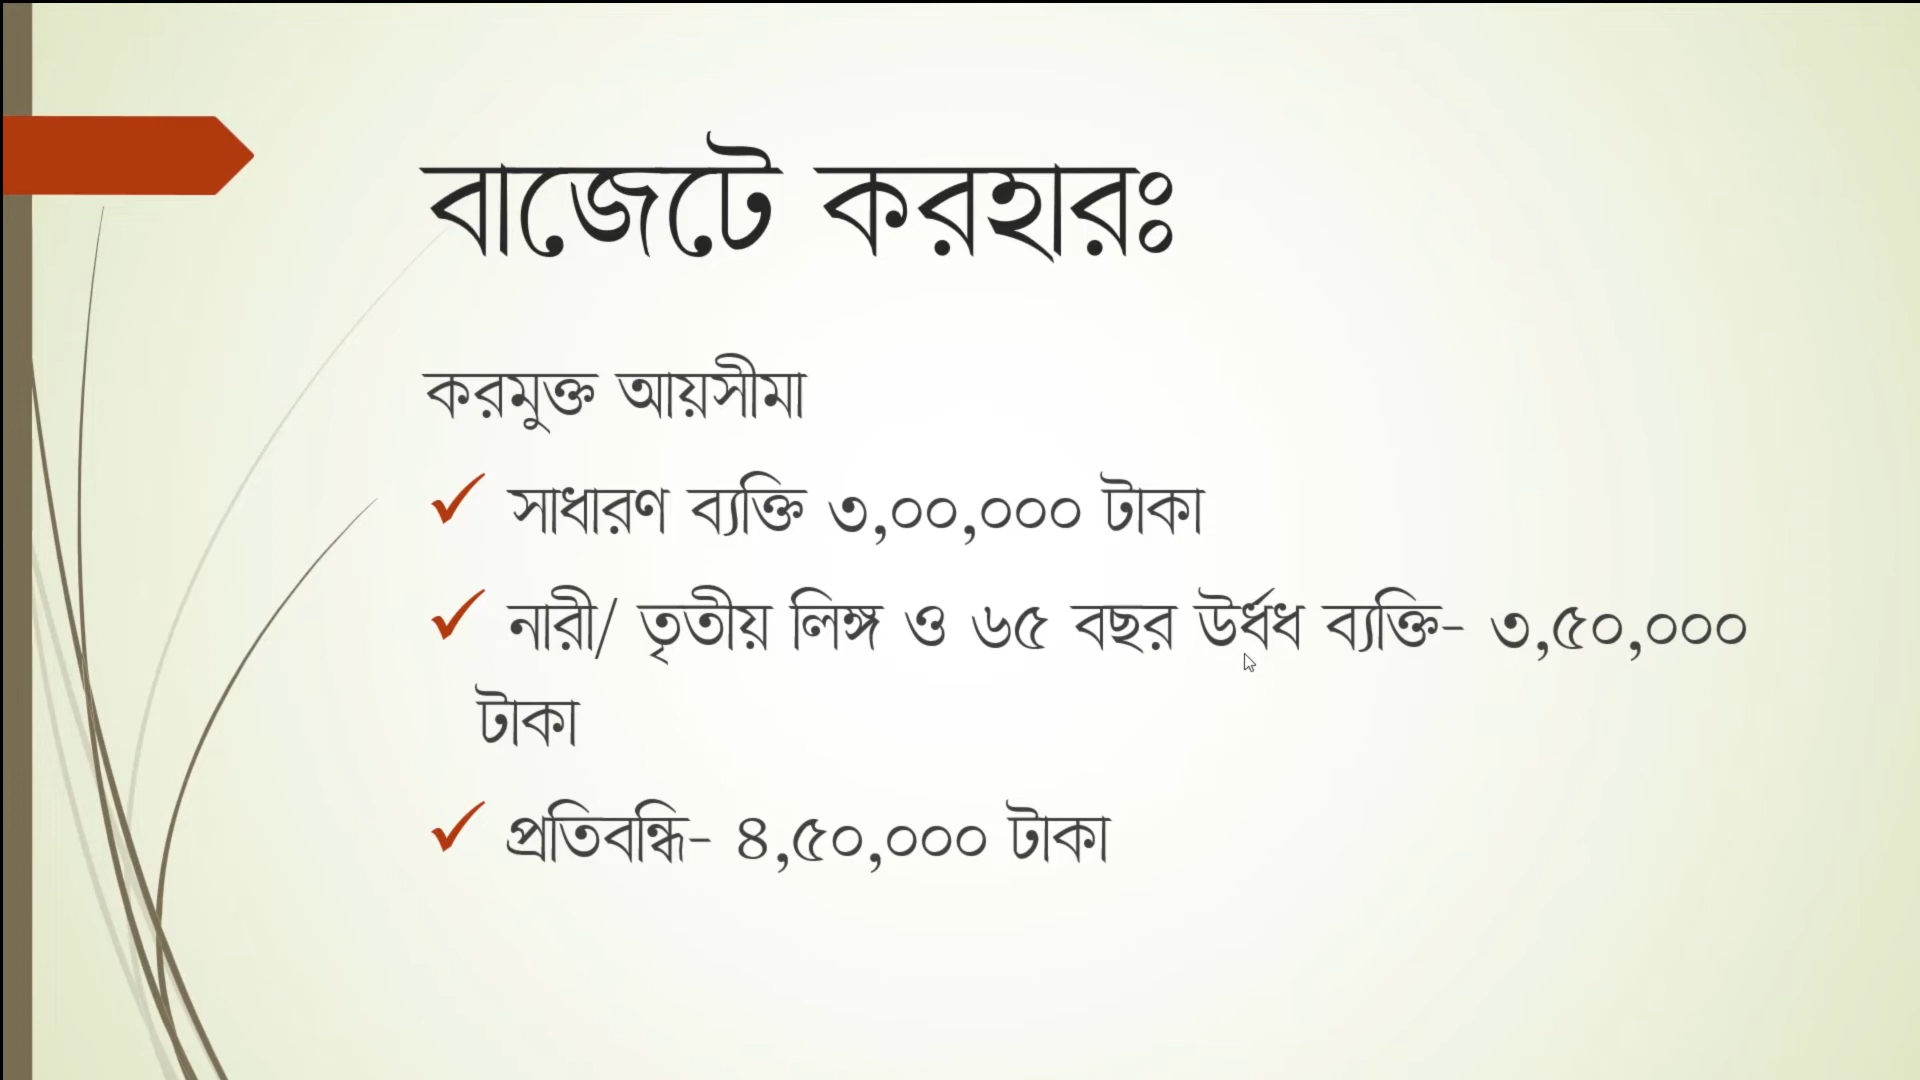 বাজেটে করহারঃ
করমুক্ত আয়সীমা
✓ সাধারণ ব্যক্তি ৩,০০,০০০ টাকা
✓ নারী/ তৃতীয় লিঙ্গ ও ৬৫ বছর উর্ধধ ব্যক্তি- ৩,৫০,০০০
টাকা
✓ প্রতিবন্ধি- ৪,৫০,০০০ টাকা